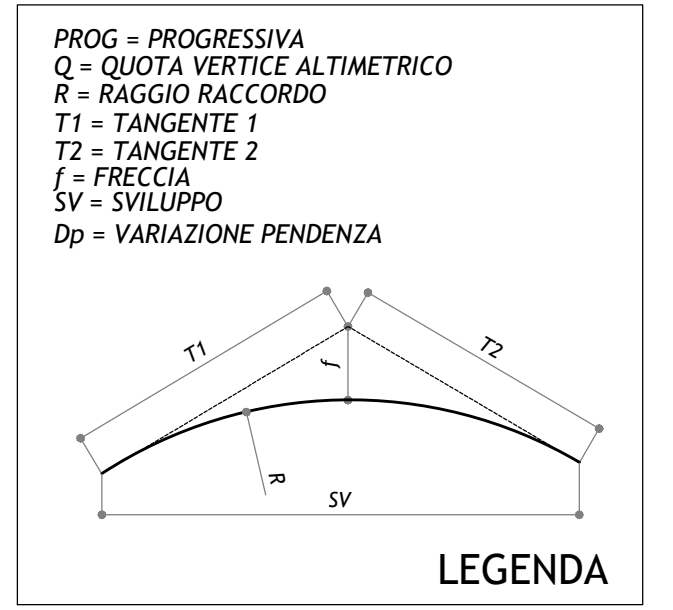 PROG = PROGRESSIVA
Q = QUOTA VERTICE ALTIMETRICO
R = RAGGIO RACCORDO
T1 = TANGENTE 1
T2 = TANGENTE 2
f = FRECCIA
SV = SVILUPPO
Dp = VARIAZIONE PENDENZA
T1
T2
f
R
SV
LEGENDA